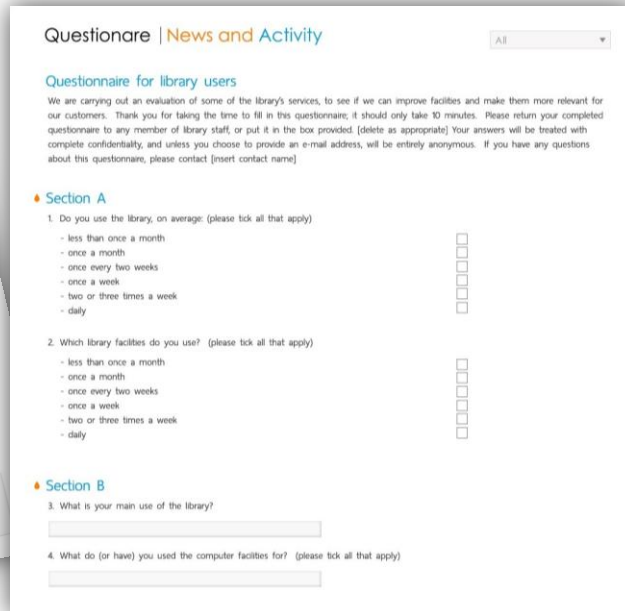 Questionare | News and Activity
All
Questionnaire for library users
We are carrying out an evaluation of some of the library's services, to see if we can improve facilities and make them more relevant for
our customers. Thank you for taking the time to fill in this questionnaire, it should only take 10 minutes. Please return your completed
questionnaire to any member of library staff, or put it in the box provided. [delete as appropriate] Your answers will be treated with
complete confidentiality, and unless you choose to provide an e-mail address, will be entirely anonymous. If you have any questions
about this questionnaire, please contact [insert contact name]
Section A
1. Do you use the library, on average: (please tick all that apply)
- less than once a month
- once a month
- once every two weeks
- once a week
- two or three times a week
- daily
2. Which library facilities do you use? (please tick all that apply)
- less than once a month
- once a month
- once every two weeks
- once a week
- two or three times a week
- daily
Section B
3. What is your main use of the library?
4. What do (or have) you used the computer facilities for? (please tick all that apply)